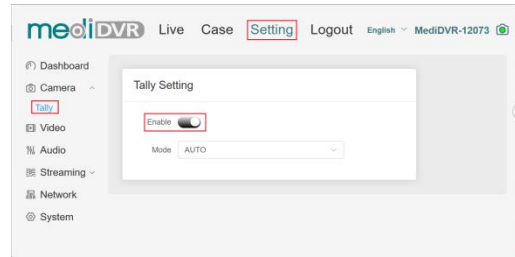 mediDVR Live Case Setting Logout English MediDVR-12073
Dashboard
Camera
Tally
Video
Audio
Streaming
Network
System
Tally Setting
Enable
Mode AUTO